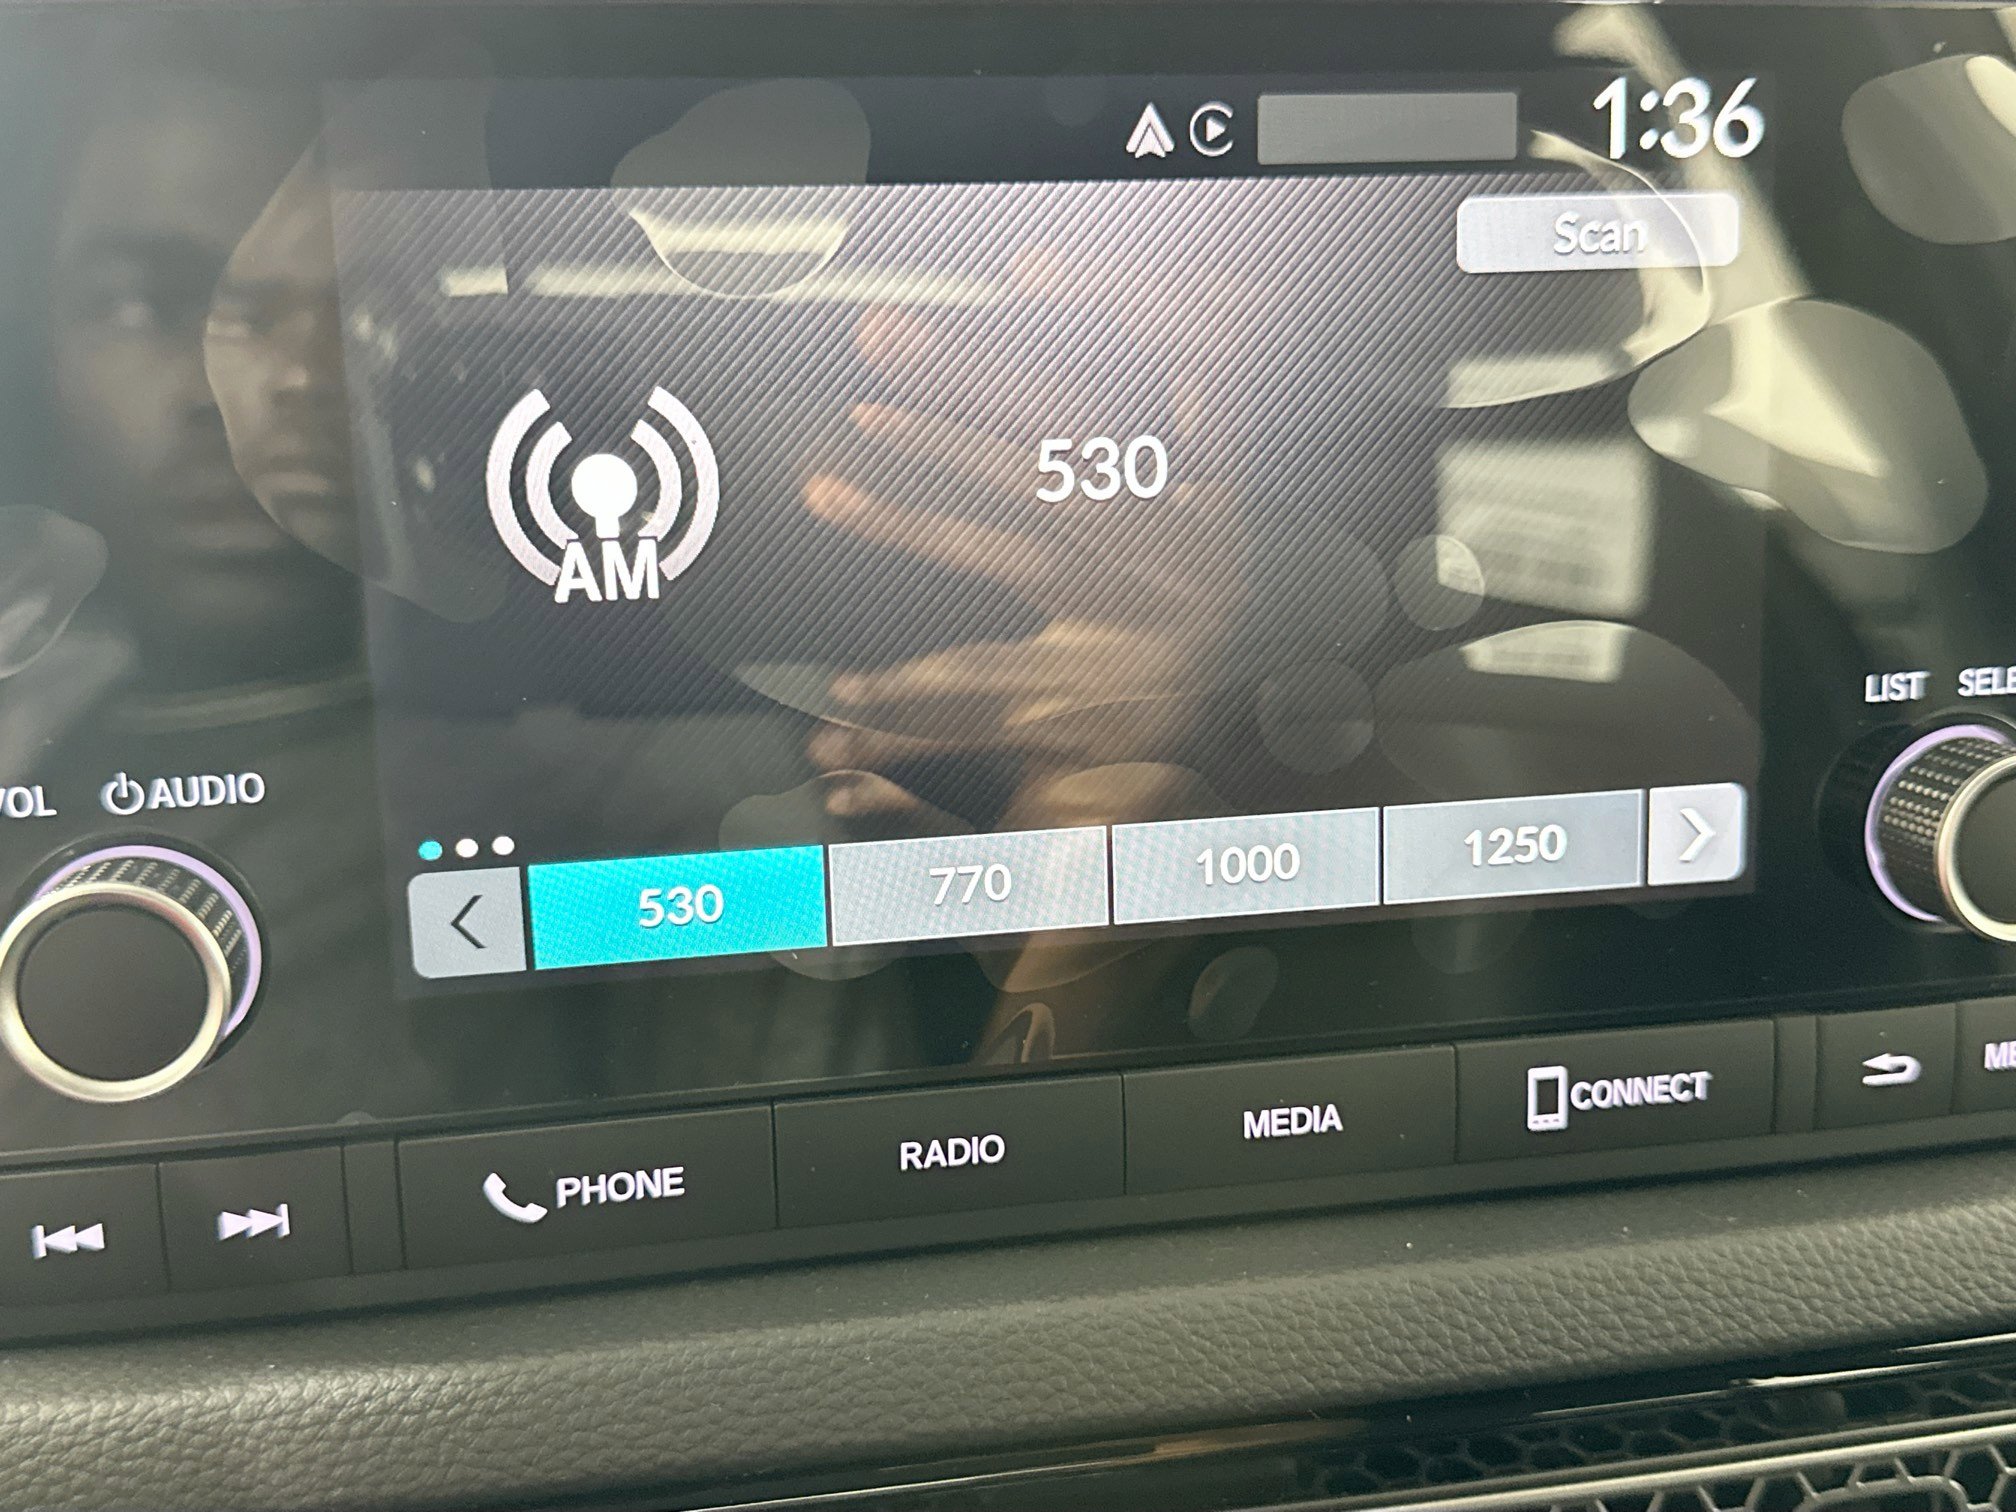 1:36
Scan
530
AM
LIST
VOL AUDIO
530 770 1000 1250
PHONE RADIO MEDIA CONNECT